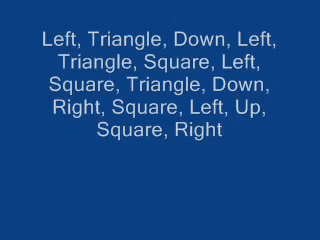 Left, Triangle, Down, Left,
Triangle, Square, Left,
Square, Triangle, Down,
Right, Square, Left, Up,
Square, Right